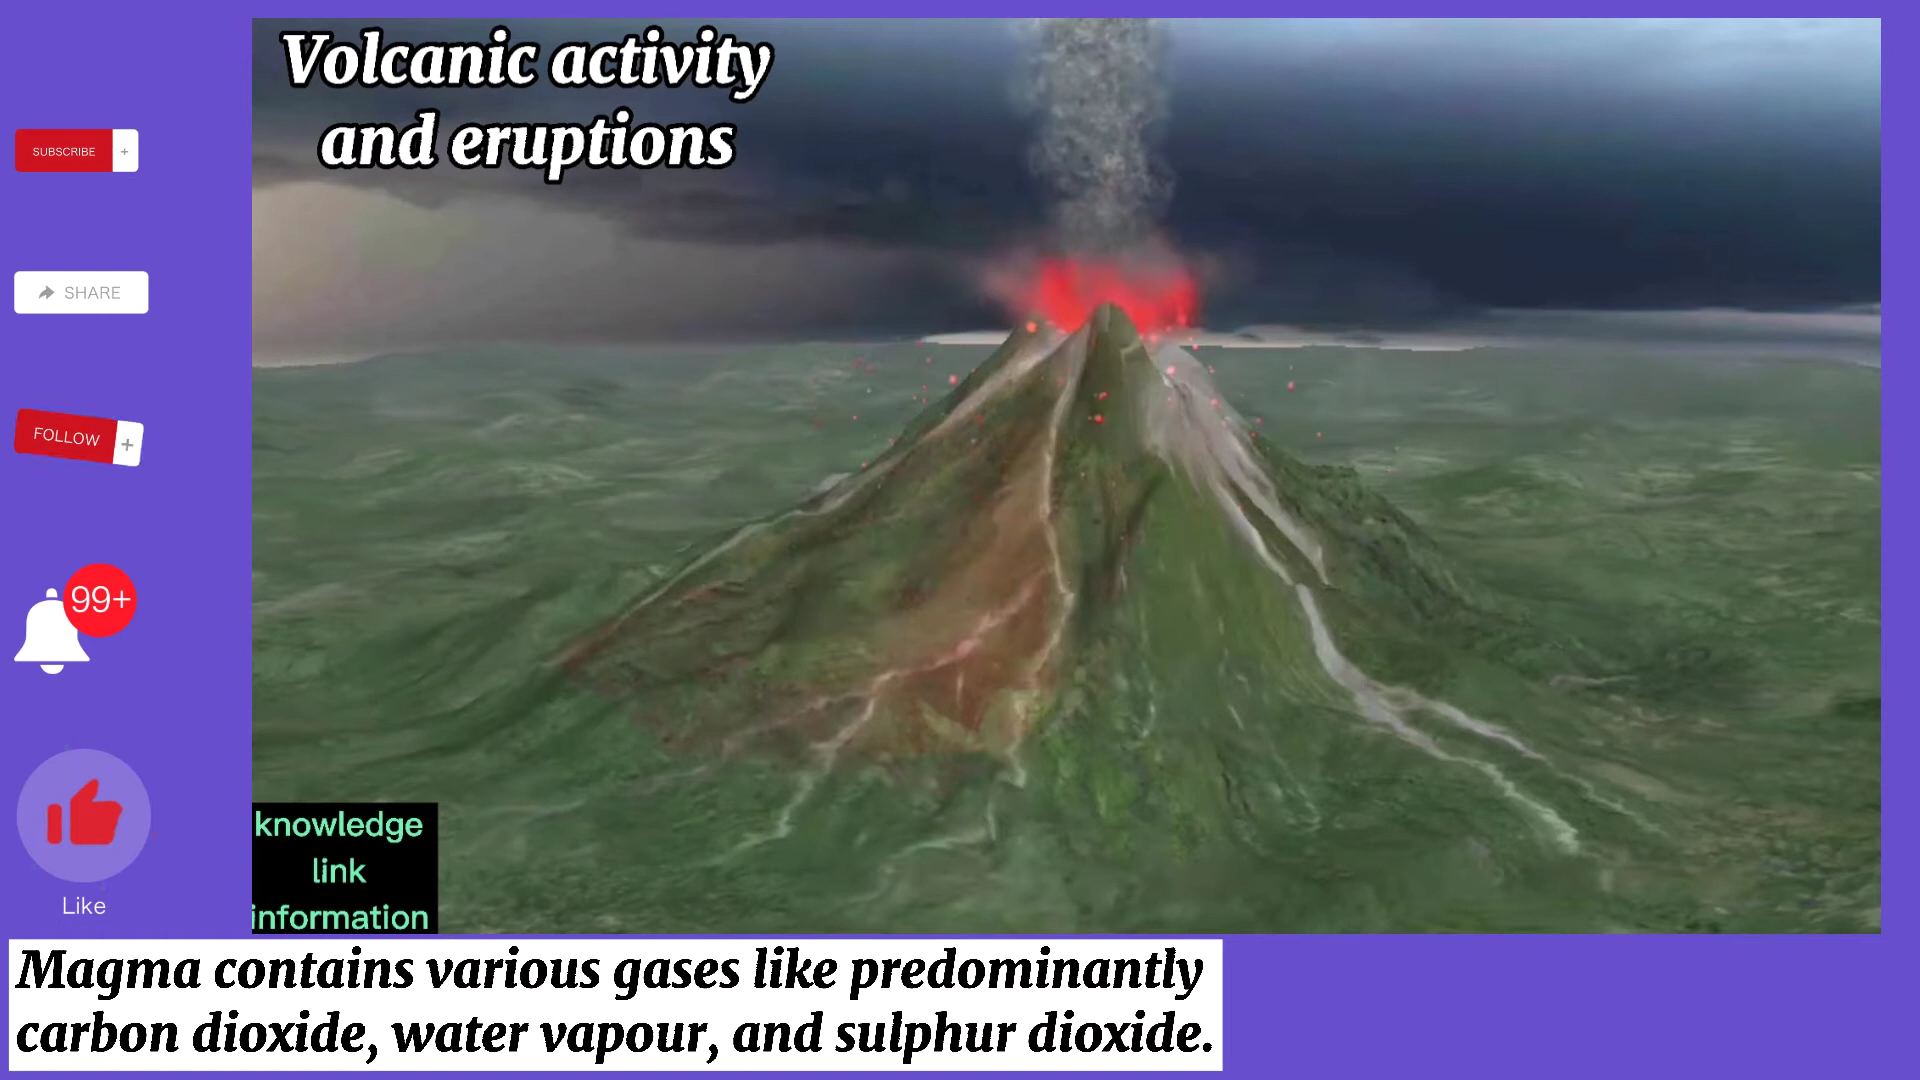 Volcanic activity
and eruptions
SUBSCRIBE +
SHARE
FOLLOW +
99+
Like
knowledge
link
information
Magma contains various gases like predominantly
carbon dioxide, water vapour, and sulphur dioxide.